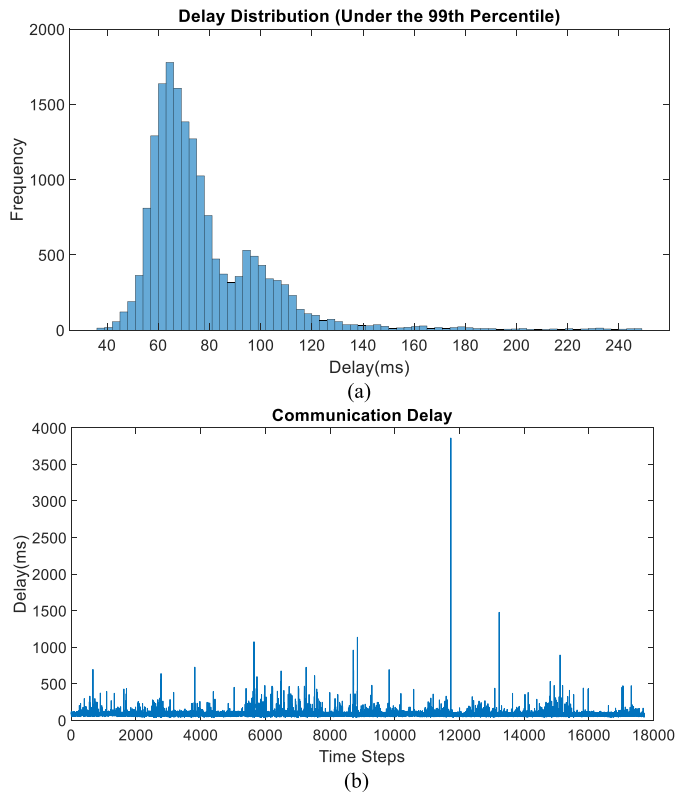 Delay Distribution (Under the 99th Percentile)
2000
1500
1000
500
0
Frequency
40 60 80 100 120 140 160 180 200 220 240
Delay(ms)
(a)
Communication Delay
4000
3500
3000
2500
2000
1500
1000
500
0
Delay(ms)
0 2000 4000 6000 8000 10000 12000 14000 16000 18000
Time Steps
(b)